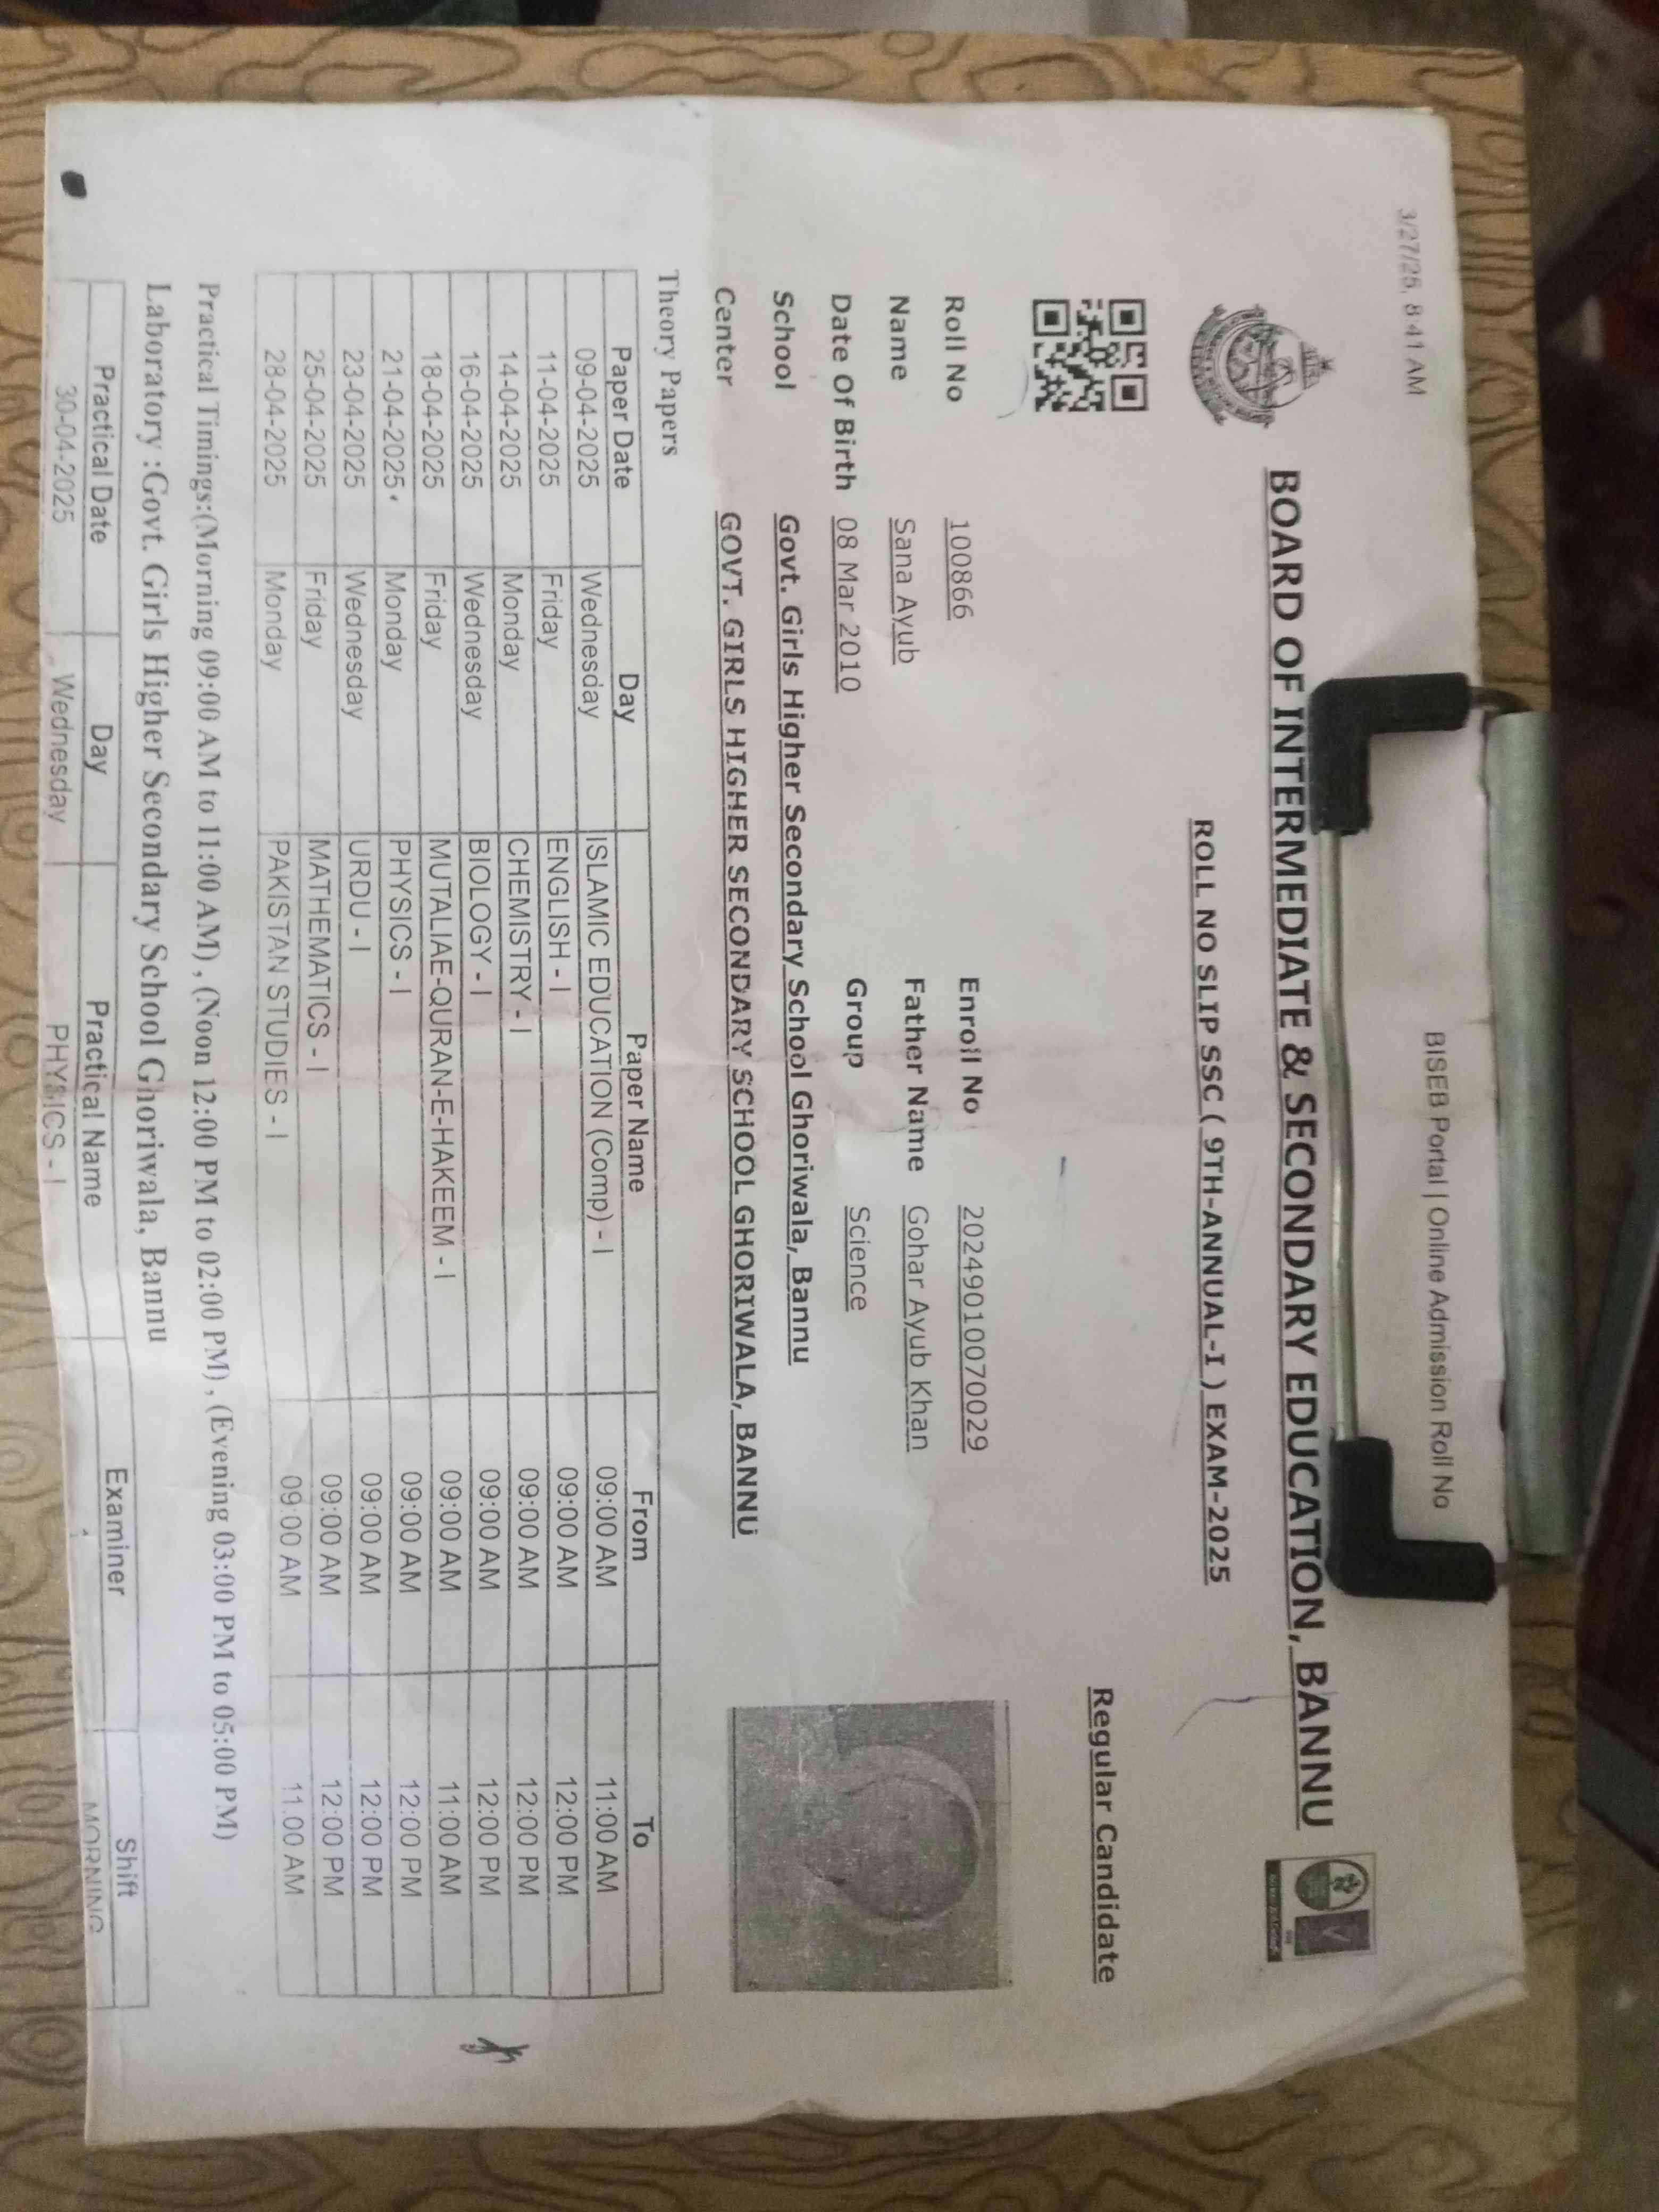 3/27/25, 8:41 AM BISEB Portal | Online Admission Roll No
BOARD OF INTERMEDIATE & SECONDARY EDUCATION, BANNU
ROLL NO SLIP SSC ( 9TH-ANNUAL-I ) EXAM-2025
Regular Candidate
Roll No 100866 Enroll No 2024901070029
Name Sana Ayub Father Name Gohar Ayub Khan
Date Of Birth 08 Mar 2010 Group Science
School Govt. Girls Higher Secondary School Ghoriwala, Bannu
Center GOVT. GIRLS HIGHER SECONDARY SCHOOL GHORIWALA, BANNU
Theory Papers
Paper Date Day Paper Name From To
09-04-2025 Wednesday ISLAMIC EDUCATION (Comp) - I 09:00 AM 11:00 AM
11-04-2025 Friday ENGLISH - I 09:00 AM 12:00 PM
14-04-2025 Monday CHEMISTRY - I 09:00 AM 12:00 PM
16-04-2025 Wednesday BIOLOGY - I 09:00 AM 12:00 PM
18-04-2025 Friday MUTALIAE-QURAN-E-HAKEEM - I 09:00 AM 11:00 AM
21-04-2025 Monday PHYSICS - I 09:00 AM 12:00 PM
23-04-2025 Wednesday URDU - I 09:00 AM 12:00 PM
25-04-2025 Friday MATHEMATICS - I 09:00 AM 12:00 PM
28-04-2025 Monday PAKISTAN STUDIES - I 09:00 AM 11:00 AM
Practical Timings:(Morning 09:00 AM to 11:00 AM) , (Noon 12:00 PM to 02:00 PM) , (Evening 03:00 PM to 05:00 PM)
Laboratory :Govt. Girls Higher Secondary School Ghoriwala, Bannu
Practical Date Day Practical Name Examiner Shift
30-04-2025 Wednesday PHYSICS - I MORNING